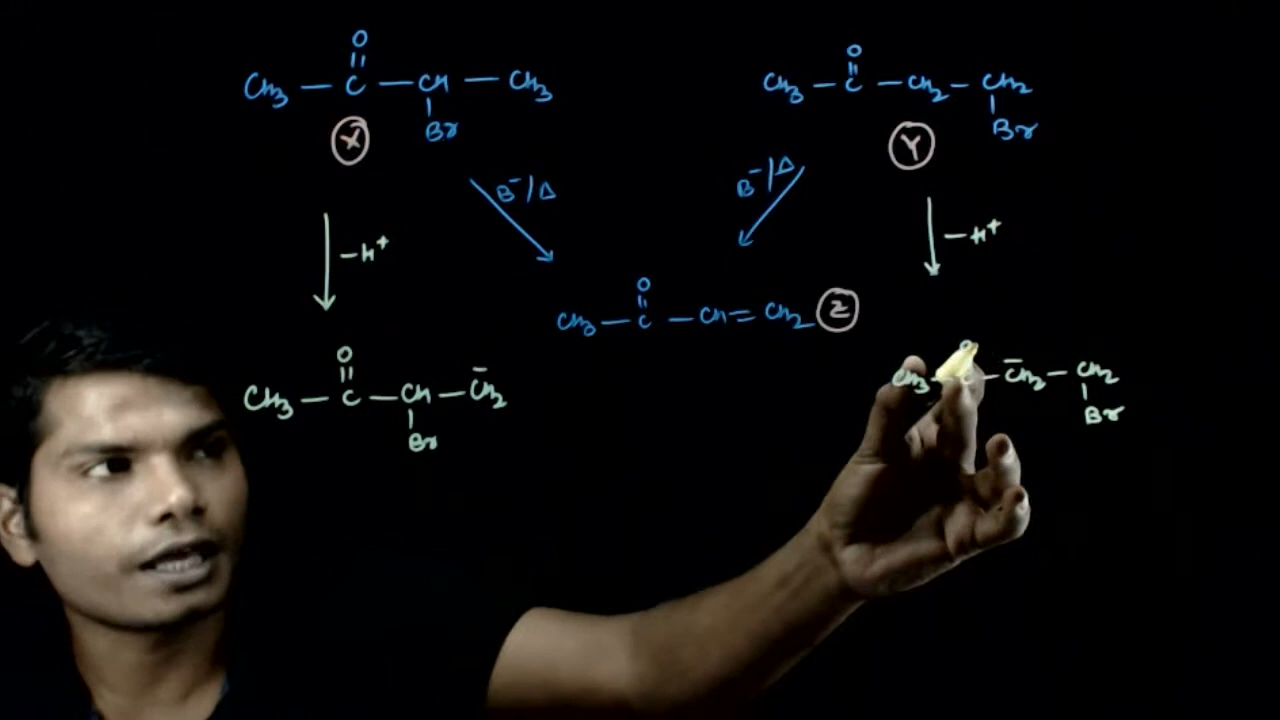 O O
CH3 — C — CH — CH3 CH3 — C — CH2 — CH2
X Br Y Br
B⁻/Δ B⁻/Δ
—H⁺ —H⁺
O
CH3 — C — CH = CH2 Z
O O
CH3 — C — CH — C̄H2 CH3 — C — C̄H2 — CH2
Br Br